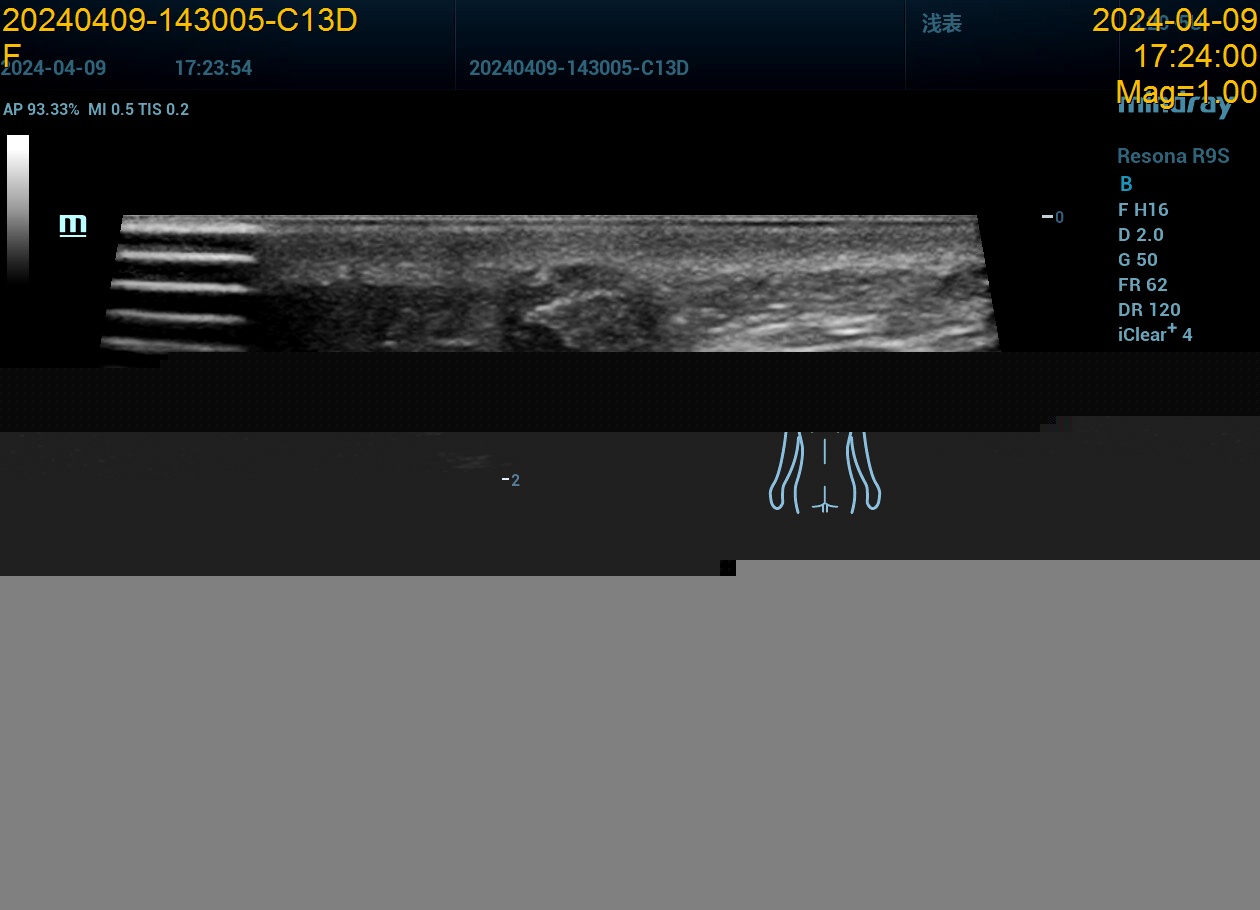 20240409-143005-C13D
F
2024-04-09 17:23:54 20240409-143005-C13D
浅表
2024-04-09
17:24:00
Mag=1.00
AP 93.33% MI 0.5 TIS 0.2
mindray
Resona R9S
m
B
F H16
D 2.0
G 50
FR 62
DR 120
iClear+ 4
0
2